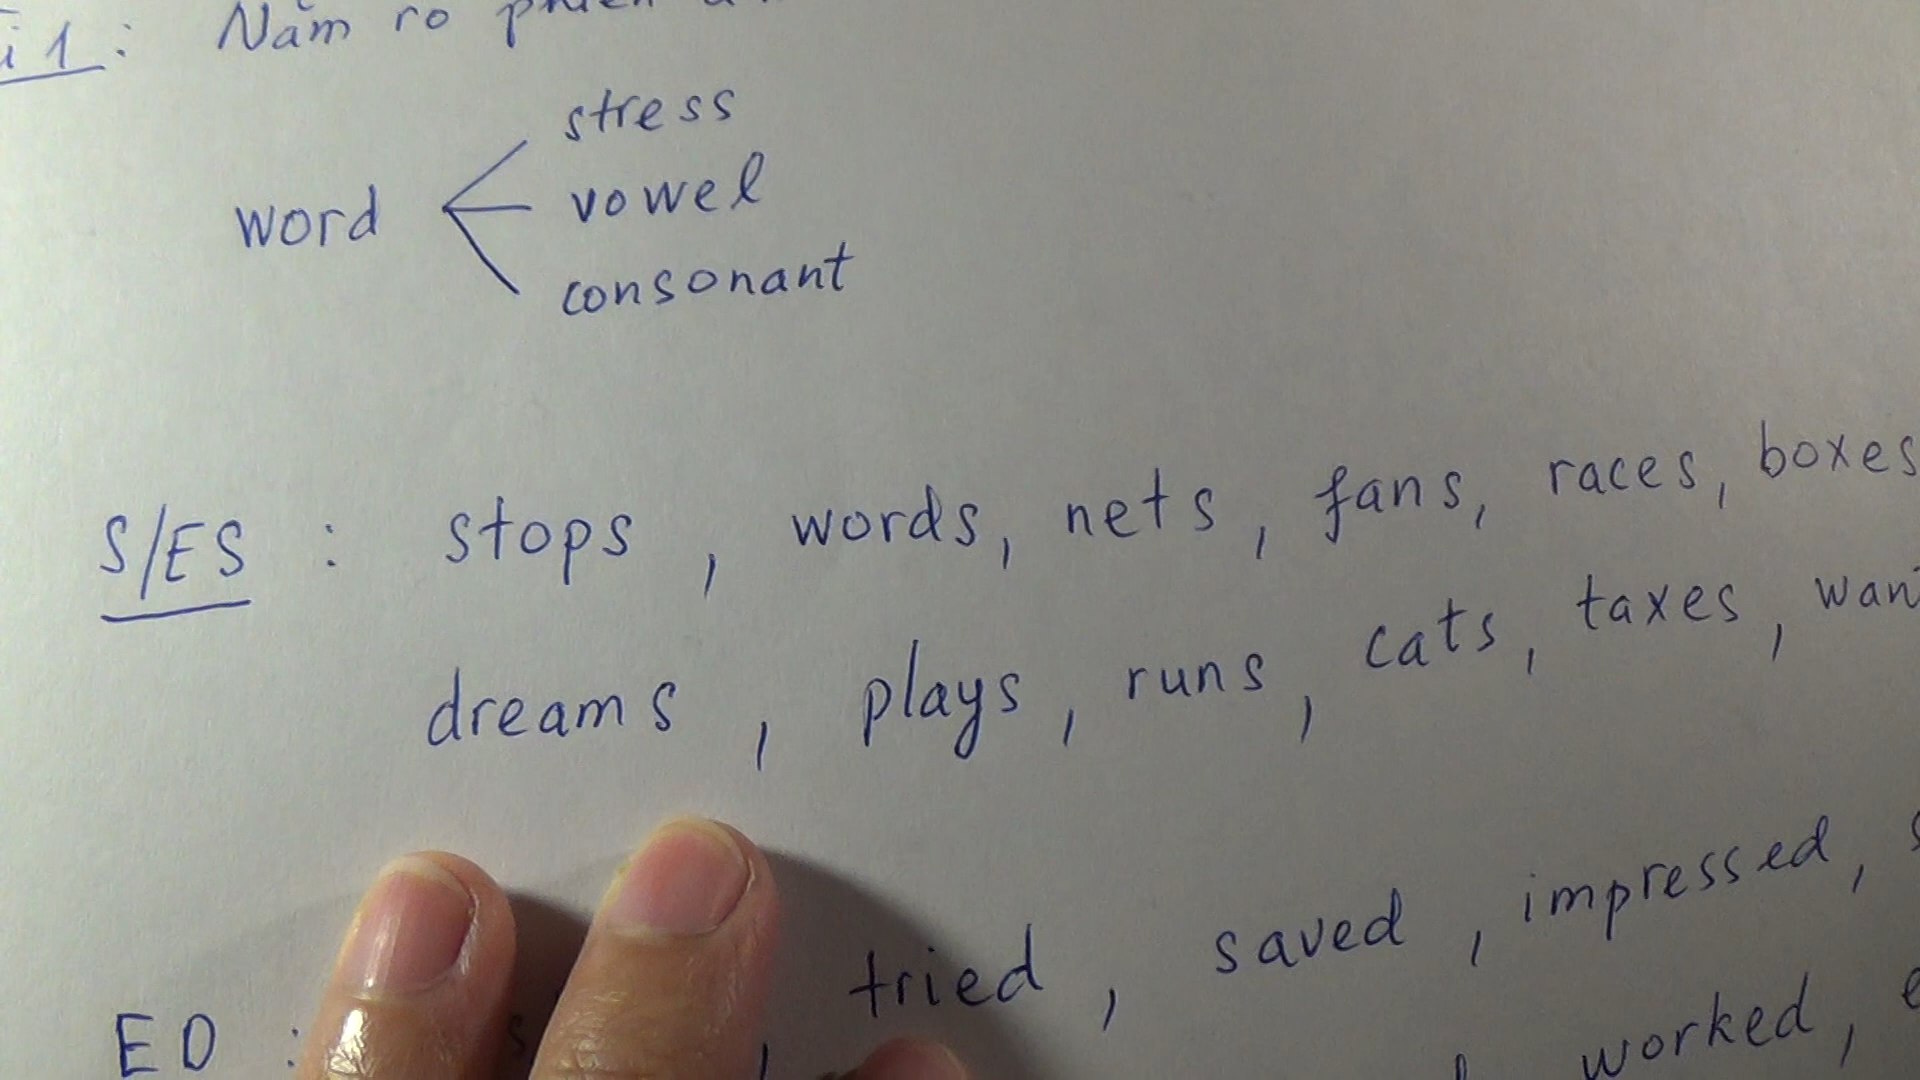 i 1 : Nắm rõ
word
stress
vowel
consonant
S/ES : stops , words, nets , fans, races, boxes
dreams , plays , runs , cats, taxes ,
ED : tried , saved , impressed,
worked,